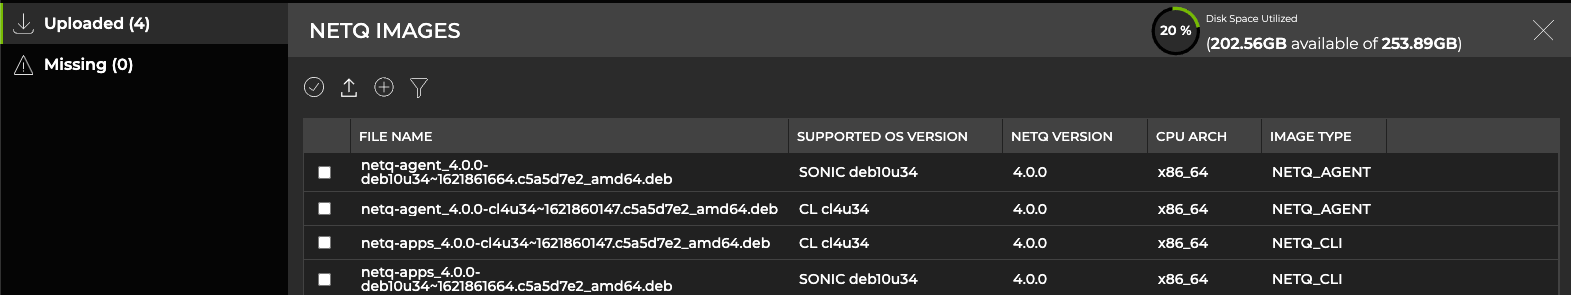 Uploaded (4)
Missing (0)
NETQ IMAGES
20 %
Disk Space Utilized
(202.56GB available of 253.89GB)
FILE NAME SUPPORTED OS VERSION NETQ VERSION CPU ARCH IMAGE TYPE
netq-agent_4.0.0-
deb10u34~1621861664.c5a5d7e2_amd64.deb SONIC deb10u34 4.0.0 x86_64 NETQ_AGENT
netq-agent_4.0.0-cl4u34~1621860147.c5a5d7e2_amd64.deb CL cl4u34 4.0.0 x86_64 NETQ_AGENT
netq-apps_4.0.0-cl4u34~1621860147.c5a5d7e2_amd64.deb CL cl4u34 4.0.0 x86_64 NETQ_CLI
netq-apps_4.0.0-
deb10u34~1621861664.c5a5d7e2_amd64.deb SONIC deb10u34 4.0.0 x86_64 NETQ_CLI